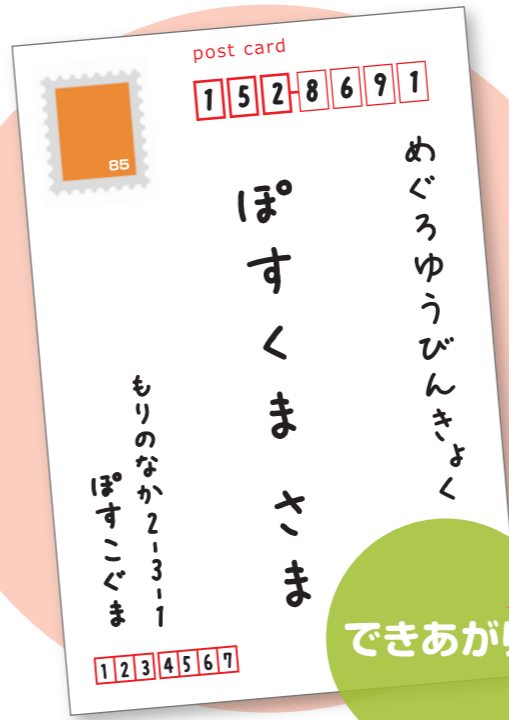 post card
152-8691
85
めぐろゆうびんきょく
ぽすくま さま
もりのなか2-3-1
ぽすこぐま
1234567
できあがり